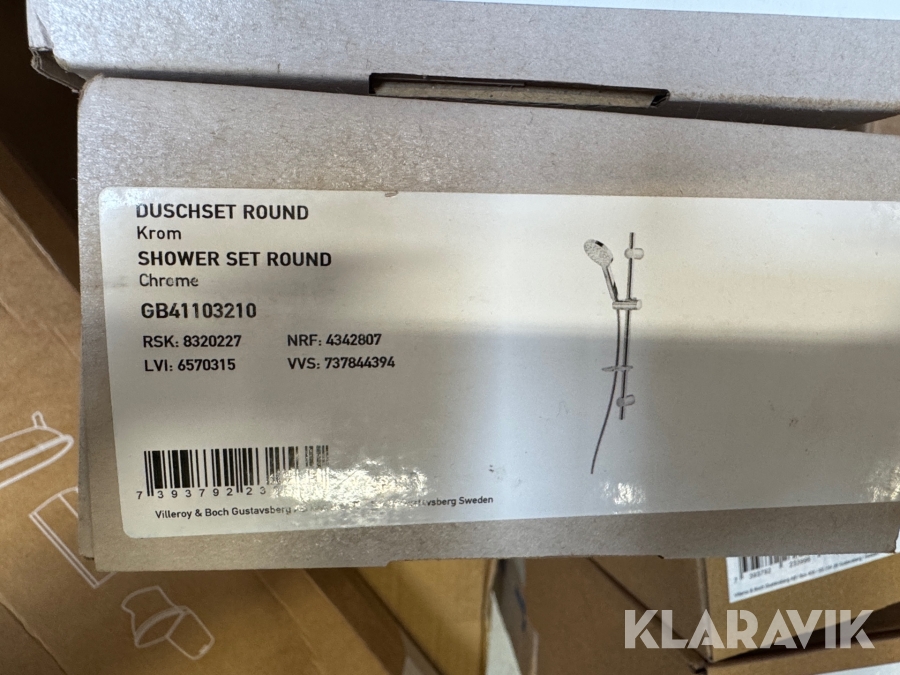 DUSCHSET ROUND
Krom
SHOWER SET ROUND
Chrome
GB41103210
RSK: 8320227 NRF: 4342807
LVI: 6570315 VVS: 737844394
7 393792 23
Villeroy & Boch Gustavsberg Sweden
KLARAVIK